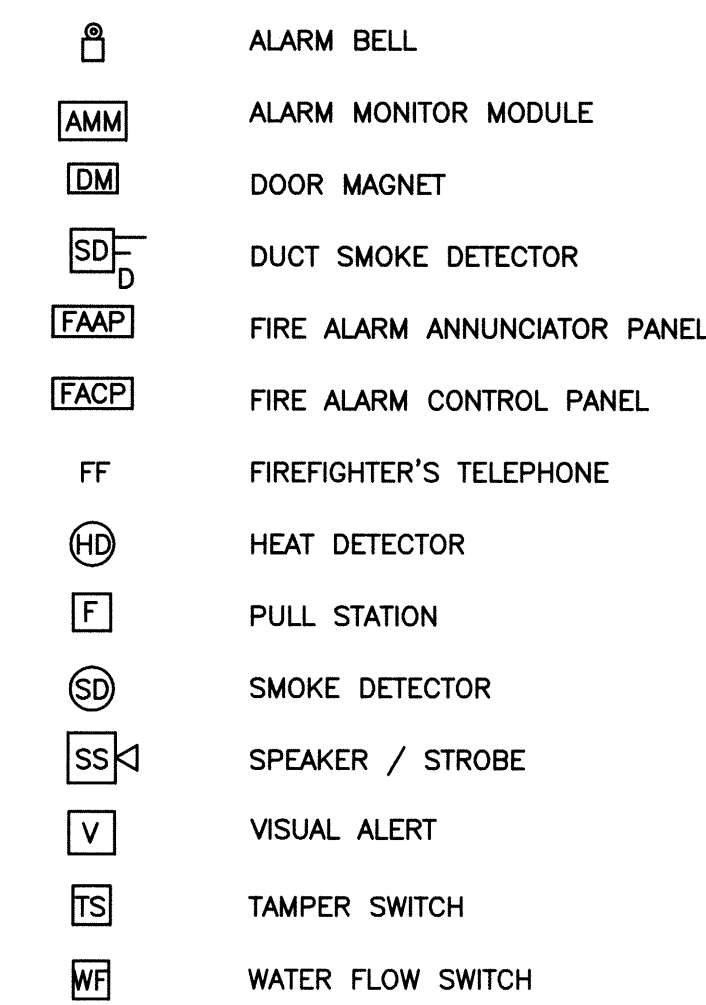 ALARM BELL
AMM ALARM MONITOR MODULE
DM DOOR MAGNET
SD D DUCT SMOKE DETECTOR
FAAP FIRE ALARM ANNUNCIATOR PANEL
FACP FIRE ALARM CONTROL PANEL
FF FIREFIGHTER'S TELEPHONE
HD HEAT DETECTOR
F PULL STATION
SD SMOKE DETECTOR
SS SPEAKER / STROBE
V VISUAL ALERT
TS TAMPER SWITCH
WF WATER FLOW SWITCH